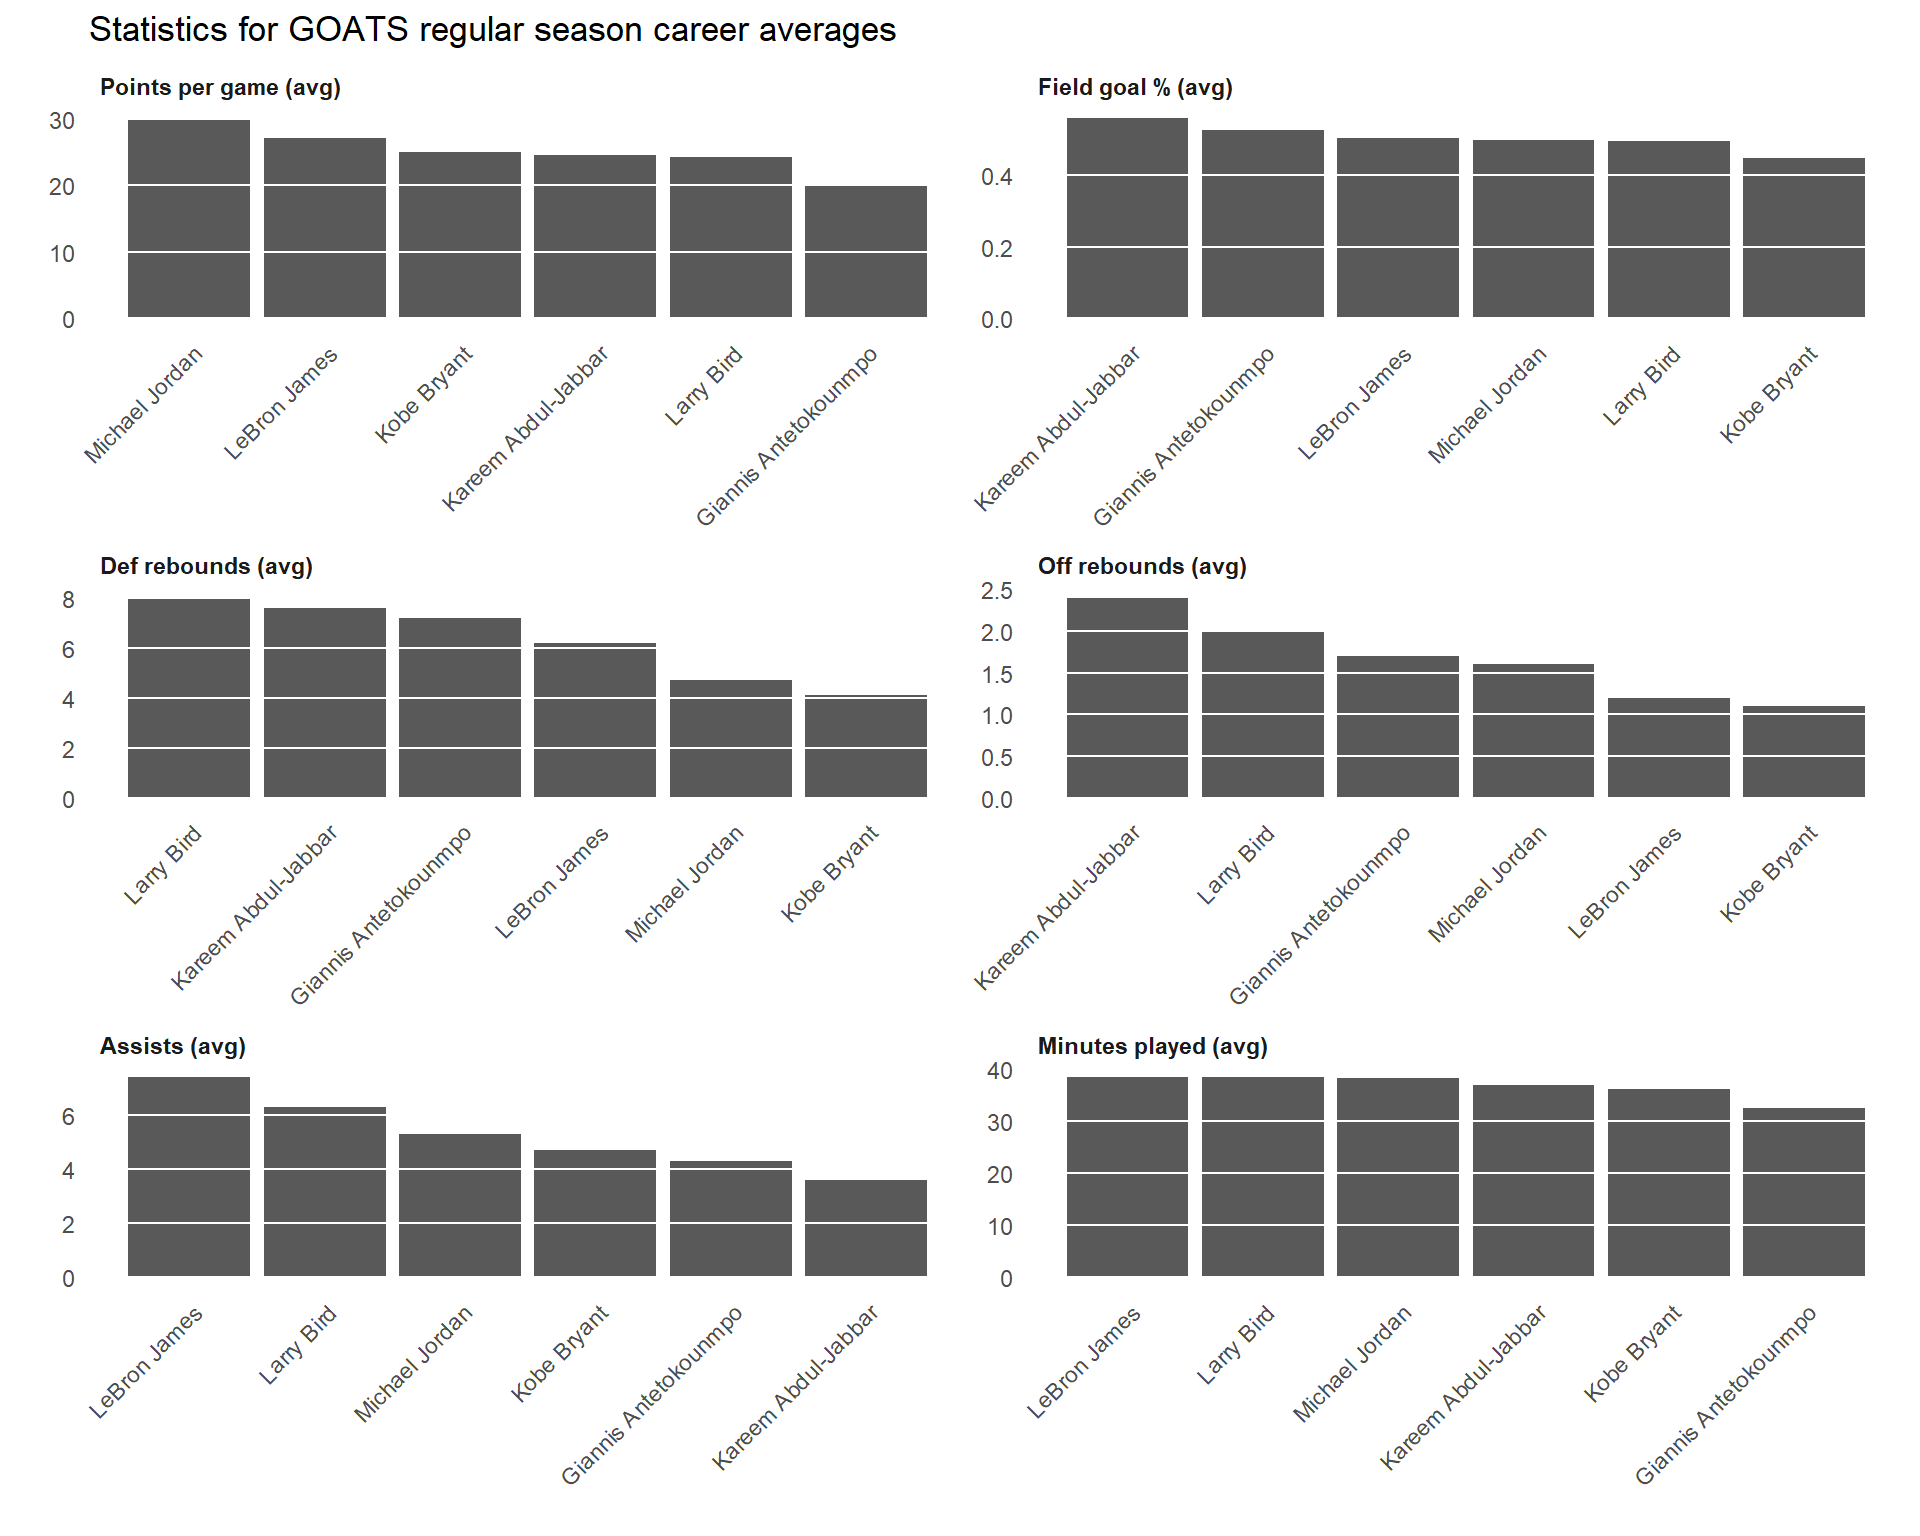 Statistics for GOATS regular season career averages
Points per game (avg)
30
20
10
0
Michael Jordan
LeBron James
Kobe Bryant
Kareem Abdul-Jabbar
Larry Bird
Giannis Antetokounmpo
Field goal % (avg)
0.4
0.2
0.0
Kareem Abdul-Jabbar
Giannis Antetokounmpo
LeBron James
Michael Jordan
Larry Bird
Kobe Bryant
Def rebounds (avg)
8
6
4
2
0
Larry Bird
Kareem Abdul-Jabbar
Giannis Antetokounmpo
LeBron James
Michael Jordan
Kobe Bryant
Off rebounds (avg)
2.5
2.0
1.5
1.0
0.5
0.0
Kareem Abdul-Jabbar
Larry Bird
Giannis Antetokounmpo
Michael Jordan
LeBron James
Kobe Bryant
Assists (avg)
6
4
2
0
LeBron James
Larry Bird
Michael Jordan
Kobe Bryant
Giannis Antetokounmpo
Kareem Abdul-Jabbar
Minutes played (avg)
40
30
20
10
0
LeBron James
Larry Bird
Michael Jordan
Kareem Abdul-Jabbar
Kobe Bryant
Giannis Antetokounmpo